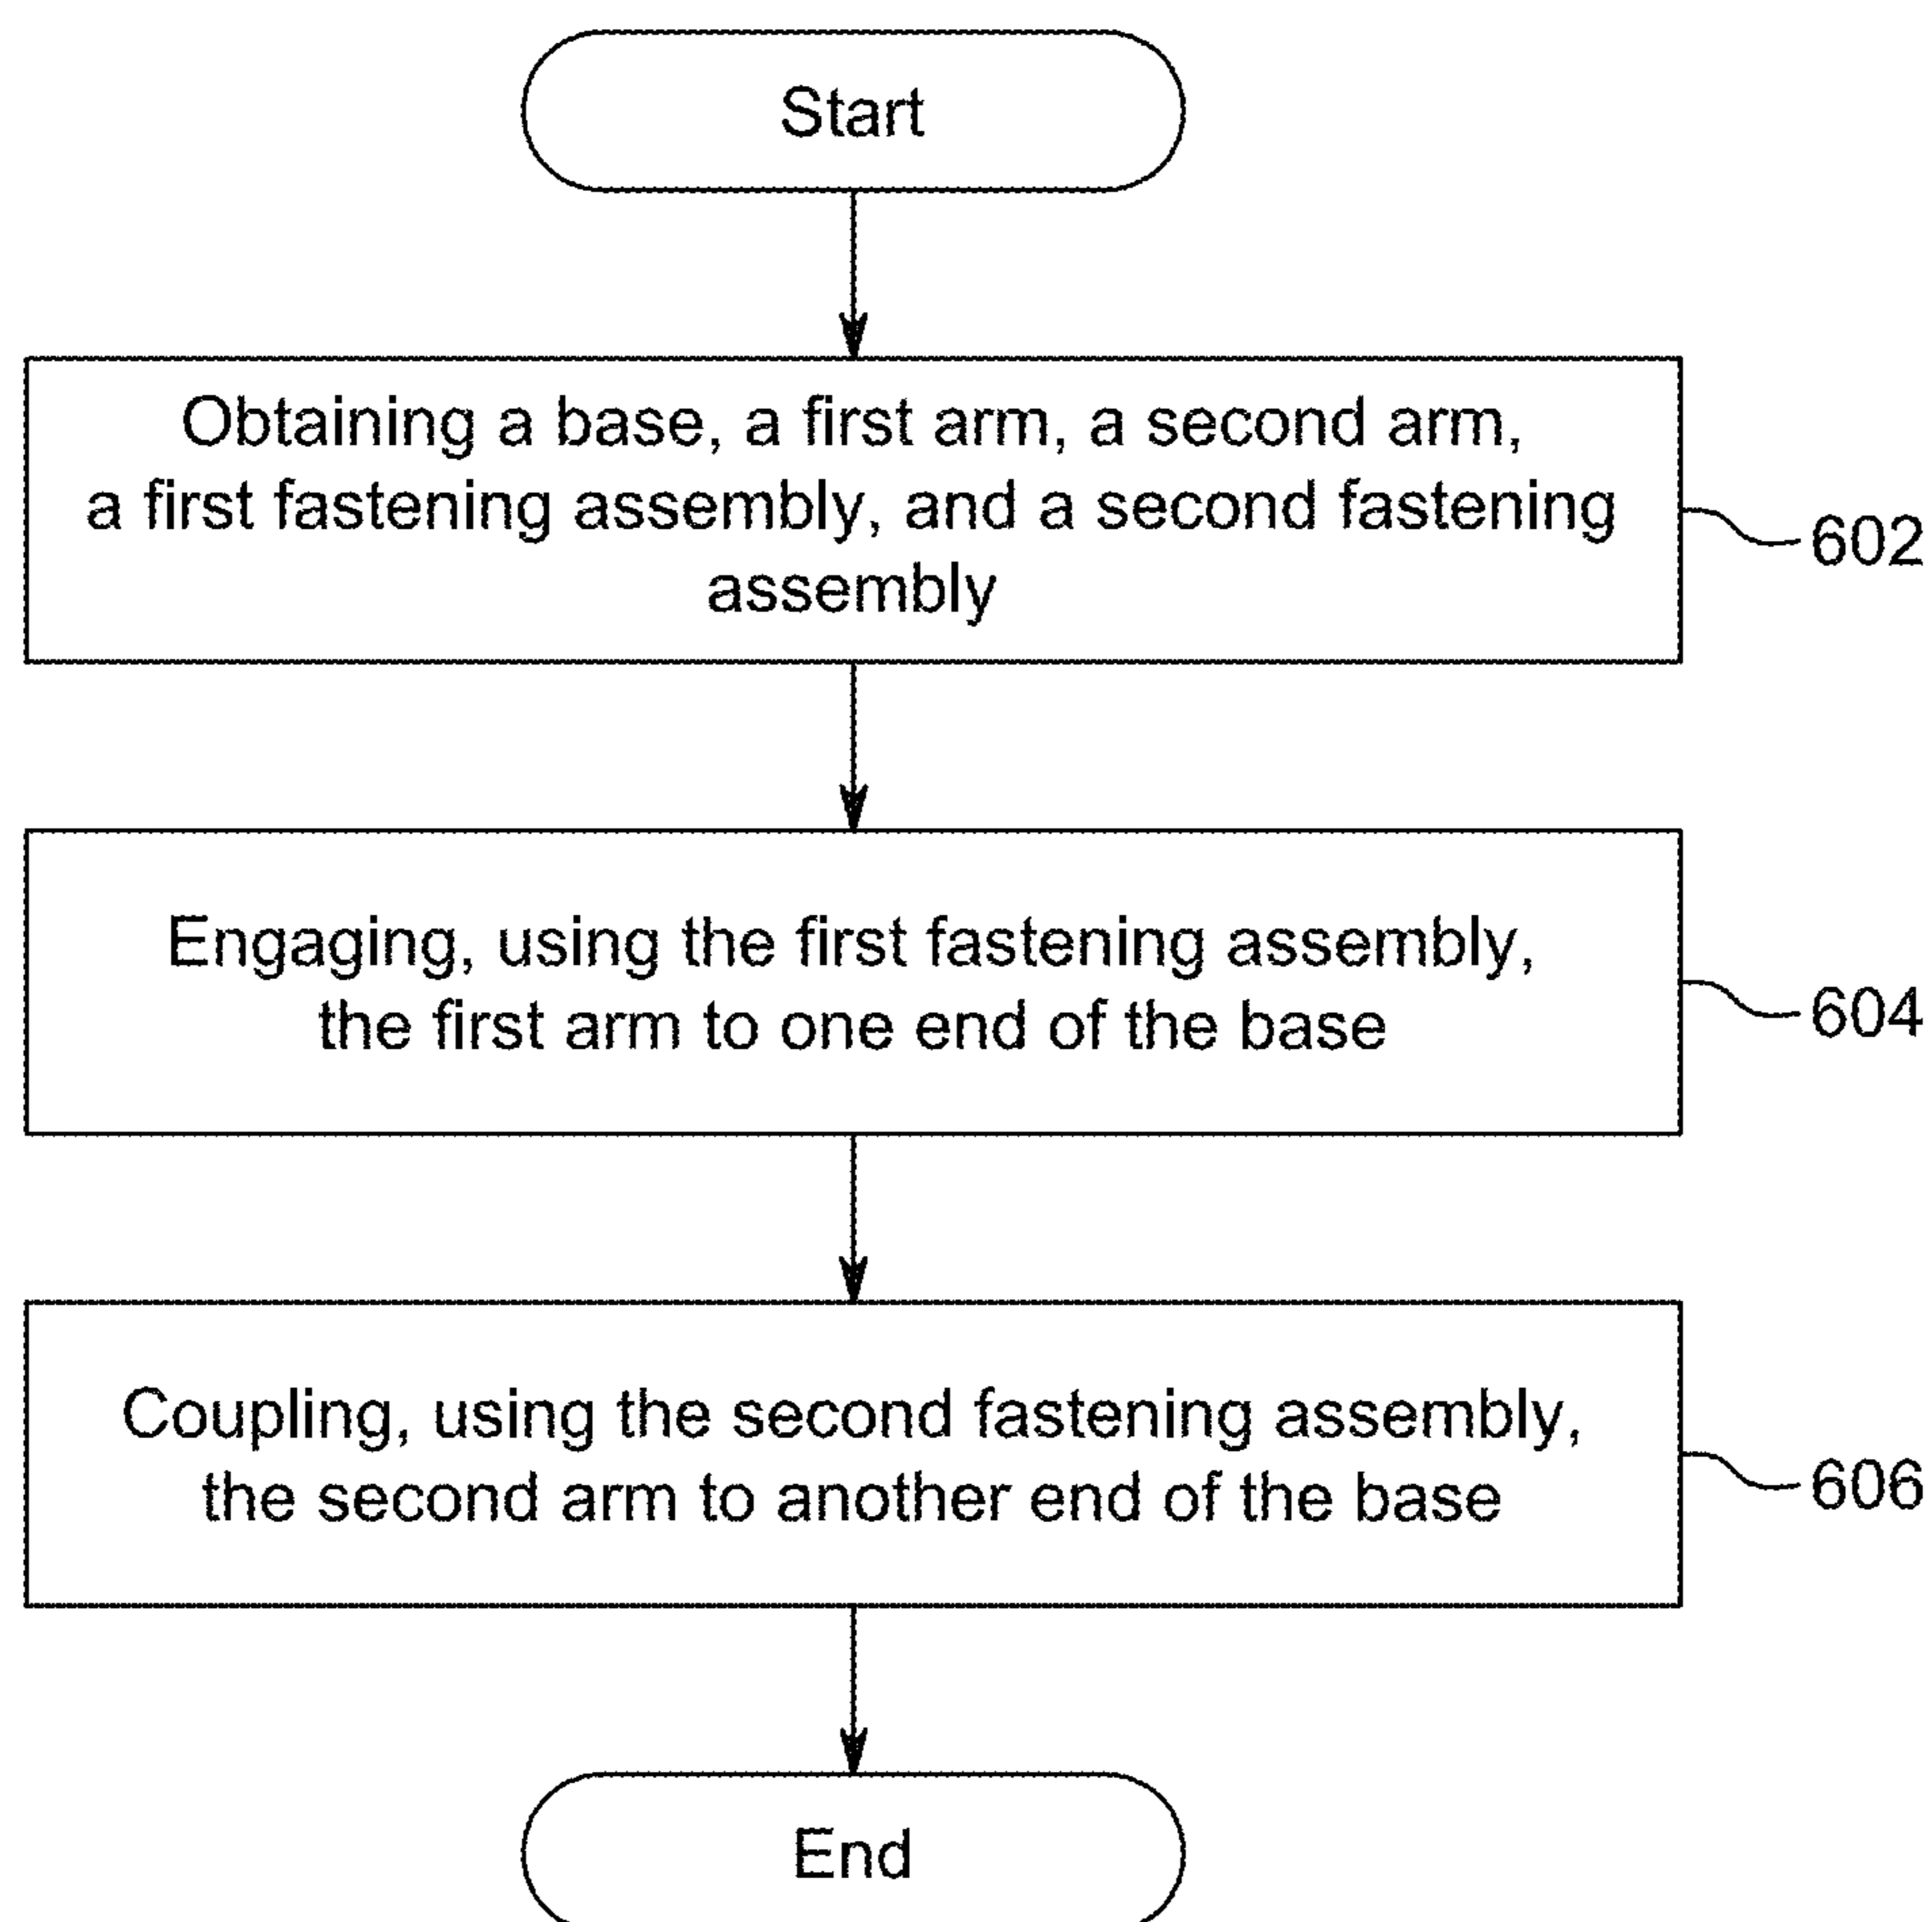 Start
Obtaining a base, a first arm, a second arm,
a first fastening assembly, and a second fastening
assembly
602
Engaging, using the first fastening assembly,
the first arm to one end of the base
604
Coupling, using the second fastening assembly,
the second arm to another end of the base
606
End